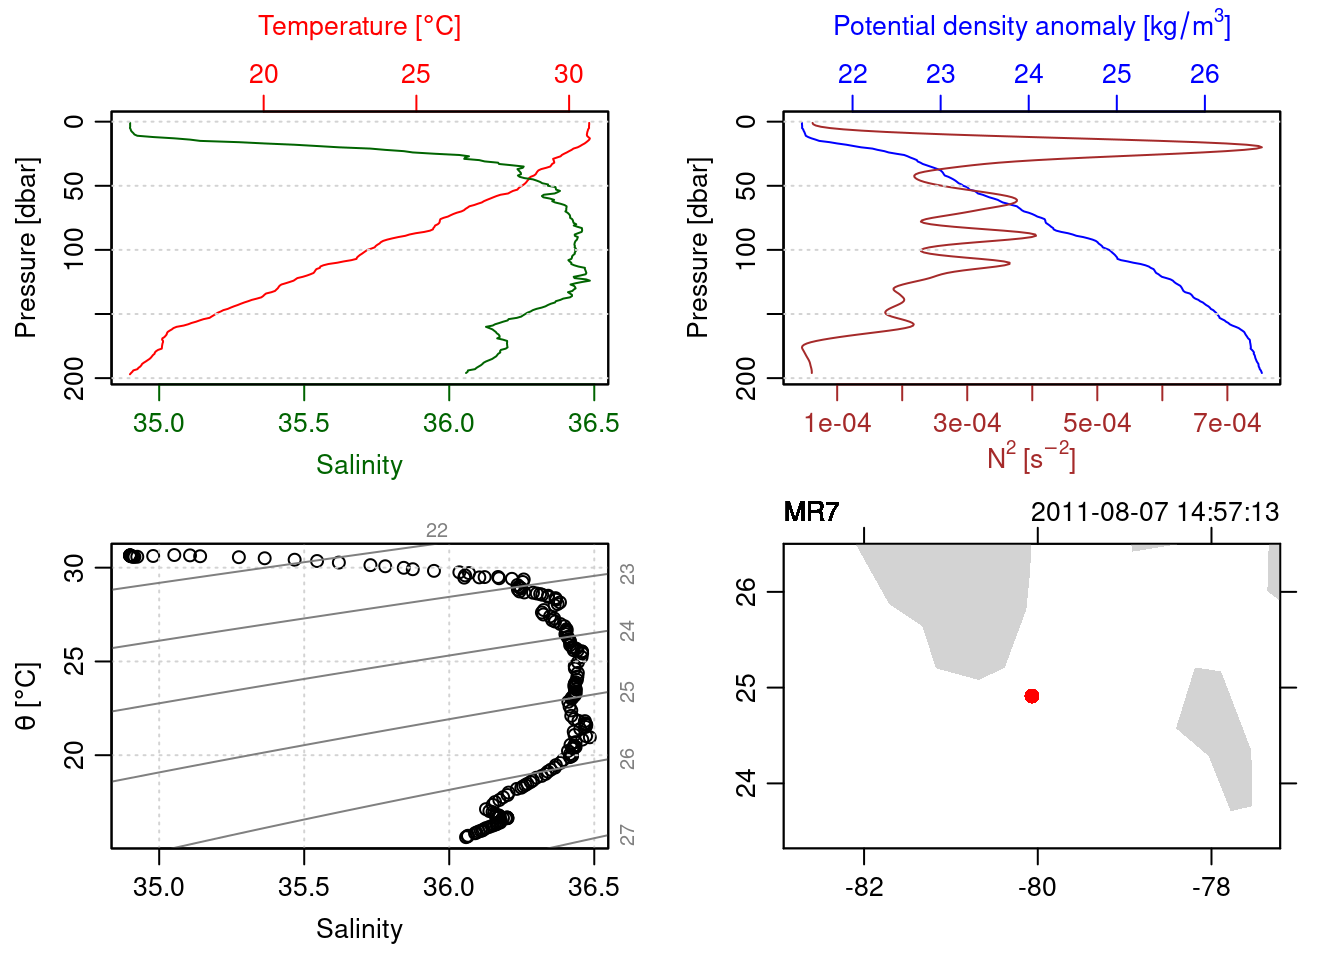 Temperature [°C]
20 25 30
Pressure [dbar]
0
50
100
200
35.0 35.5 36.0 36.5
Salinity
Potential density anomaly [kg/m³]
22 23 24 25 26
Pressure [dbar]
0
50
100
200
1e-04 3e-04 5e-04 7e-04
N² [s⁻²]
22
23
24
25
26
27
θ [°C]
30
25
20
35.0 35.5 36.0 36.5
Salinity
MR7 2011-08-07 14:57:13
26
25
24
-82 -80 -78